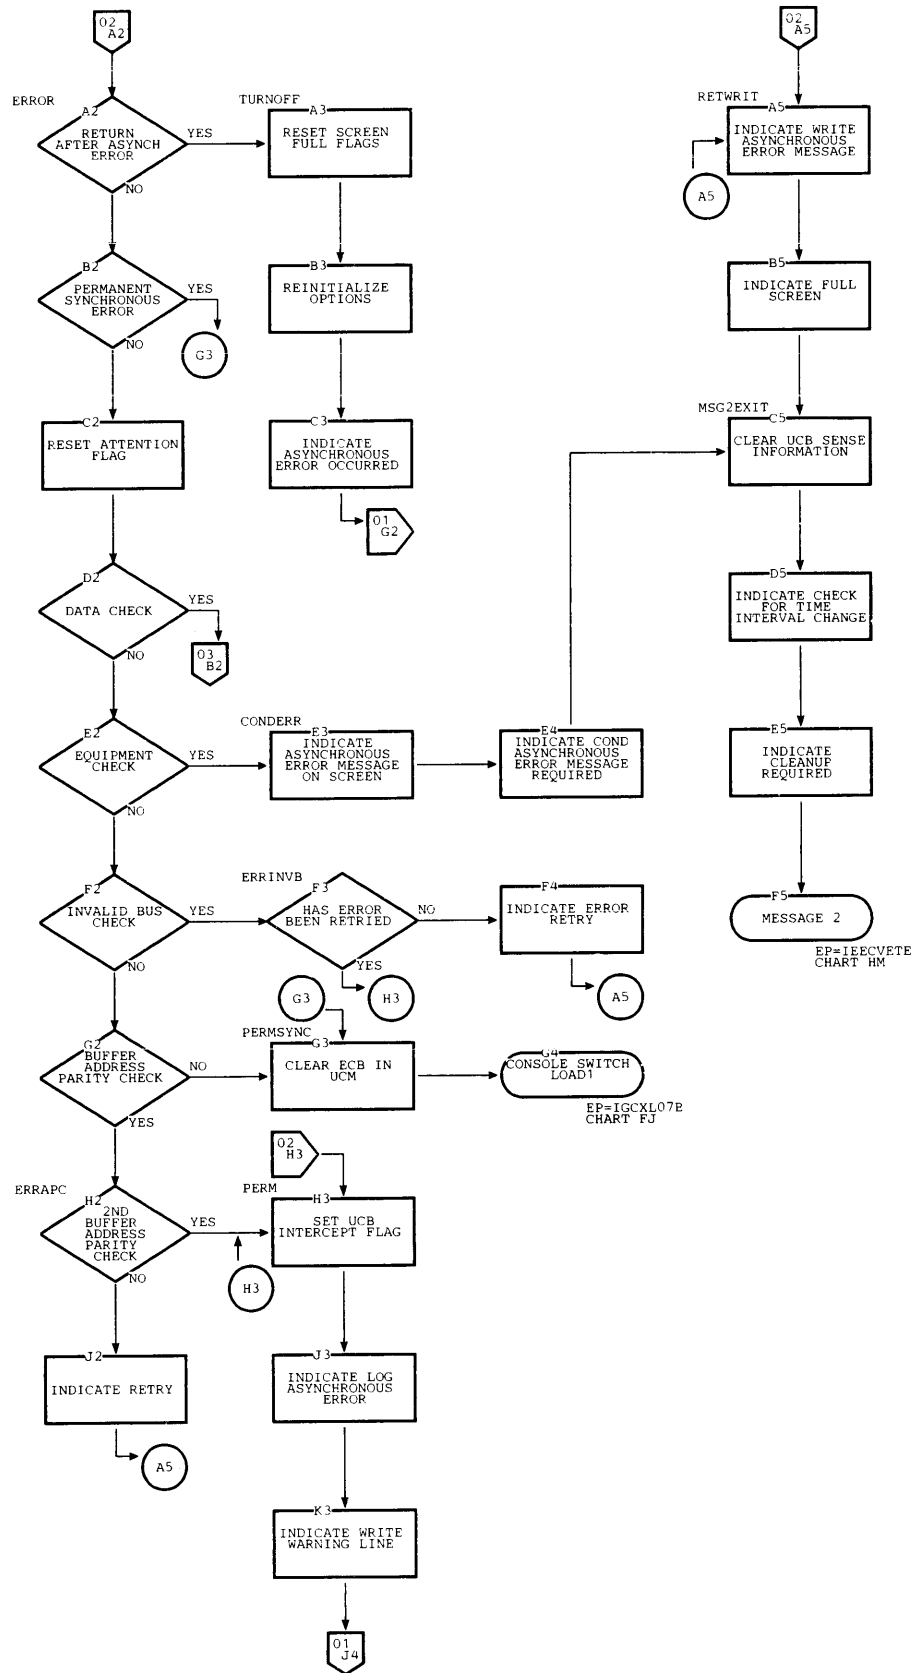 02
A2
02
A5
ERROR
A2
RETURN
AFTER ASYNCH
ERROR
YES
NO
TURNOFF
A3
RESET SCREEN
FULL FLAGS
RETWRIT
A5
INDICATE WRITE
ASYNCHRONOUS
ERROR MESSAGE
A5
B2
PERMANENT
SYNCHRONOUS
ERROR
YES
NO
G3
B3
REINITIALIZE
OPTIONS
B5
INDICATE FULL
SCREEN
C2
RESET ATTENTION
FLAG
C3
INDICATE
ASYNCHRONOUS
ERROR OCCURRED
01
G2
MSG2EXIT
C5
CLEAR UCB SENSE
INFORMATION
D2
DATA CHECK
YES
NO
03
B2
D5
INDICATE CHECK
FOR TIME
INTERVAL CHANGE
E2
EQUIPMENT
CHECK
YES
NO
CONDERR
E3
INDICATE
ASYNCHRONOUS
ERROR MESSAGE
ON SCREEN
E4
INDICATE COND
ASYNCHRONOUS
ERROR MESSAGE
REQUIRED
E5
INDICATE
CLEANUP
REQUIRED
F2
INVALID BUS
CHECK
YES
NO
ERRINVB
F3
HAS ERROR
BEEN RETRIED
NO
YES
H3
F4
INDICATE ERROR
RETRY
A5
F5
MESSAGE 2
EP=IEECVETE
CHART HM
G2
BUFFER
ADDRESS
PARITY CHECK
NO
YES
G3
PERMSYNC
G3
CLEAR ECB IN
UCM
G4
CONSOLE SWITCH
LOAD1
EP=IGCXL07B
CHART FJ
02
H3
ERRAPC
H2
2ND
BUFFER
ADDRESS
PARITY
CHECK
YES
NO
H3
PERM
H3
SET UCB
INTERCEPT FLAG
J2
INDICATE RETRY
A5
J3
INDICATE LOG
ASYNCHRONOUS
ERROR
K3
INDICATE WRITE
WARNING LINE
01
J4